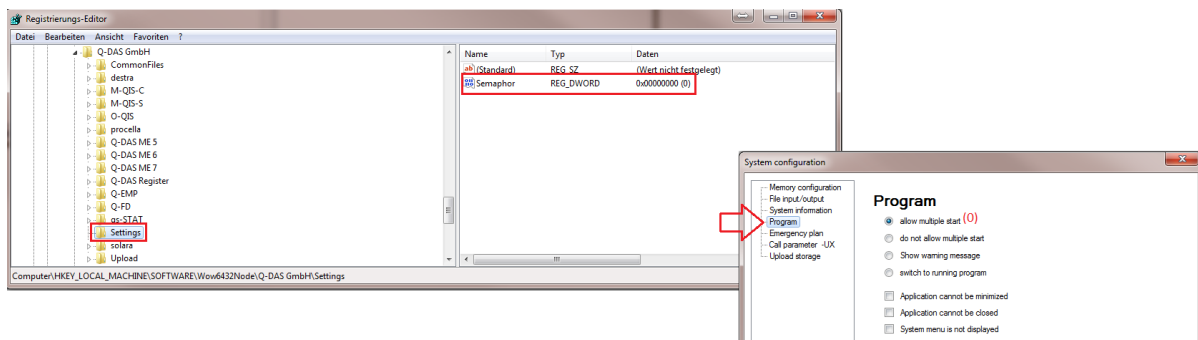 Registrierungs-Editor
Datei Bearbeiten Ansicht Favoriten ?
Q-DAS GmbH
CommonFiles
destra
M-QIS-C
M-QIS-S
O-QIS
procella
Q-DAS ME 5
Q-DAS ME 6
Q-DAS ME 7
Q-DAS Register
Q-EMP
Q-FD
qs-STAT
Settings
solara
Upload
Name Typ Daten
(Standard) REG_SZ (Wert nicht festgelegt)
Semaphor REG_DWORD 0x00000000 (0)
Computer\HKEY_LOCAL_MACHINE\SOFTWARE\Wow6432Node\Q-DAS GmbH\Settings
System configuration
Memory configuration
File input/output
System information
Program
Emergency plan
Call parameter -UX
Upload storage
Program
allow multiple start (0)
do not allow multiple start
Show warning message
switch to running program
Application cannot be minimized
Application cannot be closed
System menu is not displayed